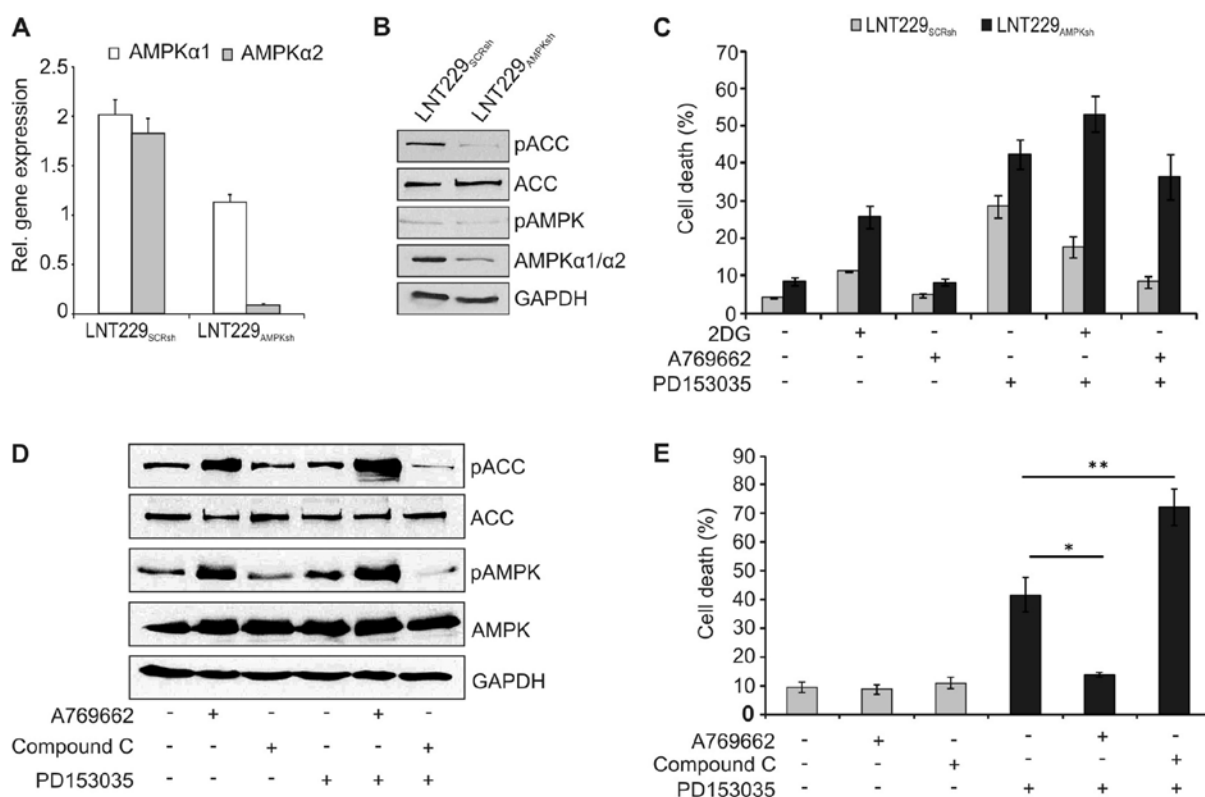 A
AMPKα1 AMPKα2
Rel. gene expression
2.5
2
1.5
1
0.5
0
LNT229SCRsh LNT229AMPKsh
B
LNT229SCRsh LNT229AMPKsh
pACC
ACC
pAMPK
AMPKα1/α2
GAPDH
C
LNT229SCRsh LNT229AMPKsh
Cell death (%)
70
60
50
40
30
20
10
0
2DG - + - - + -
A769662 - - + - - +
PD153035 - - - + + +
D
pACC
ACC
pAMPK
AMPK
GAPDH
A769662 - + - - + -
Compound C - - + - - +
PD153035 - - - + + +
E
Cell death (%)
90
80
70
60
50
40
30
20
10
0
**
*
A769662 - + - - + -
Compound C - - + - - +
PD153035 - - - + + +